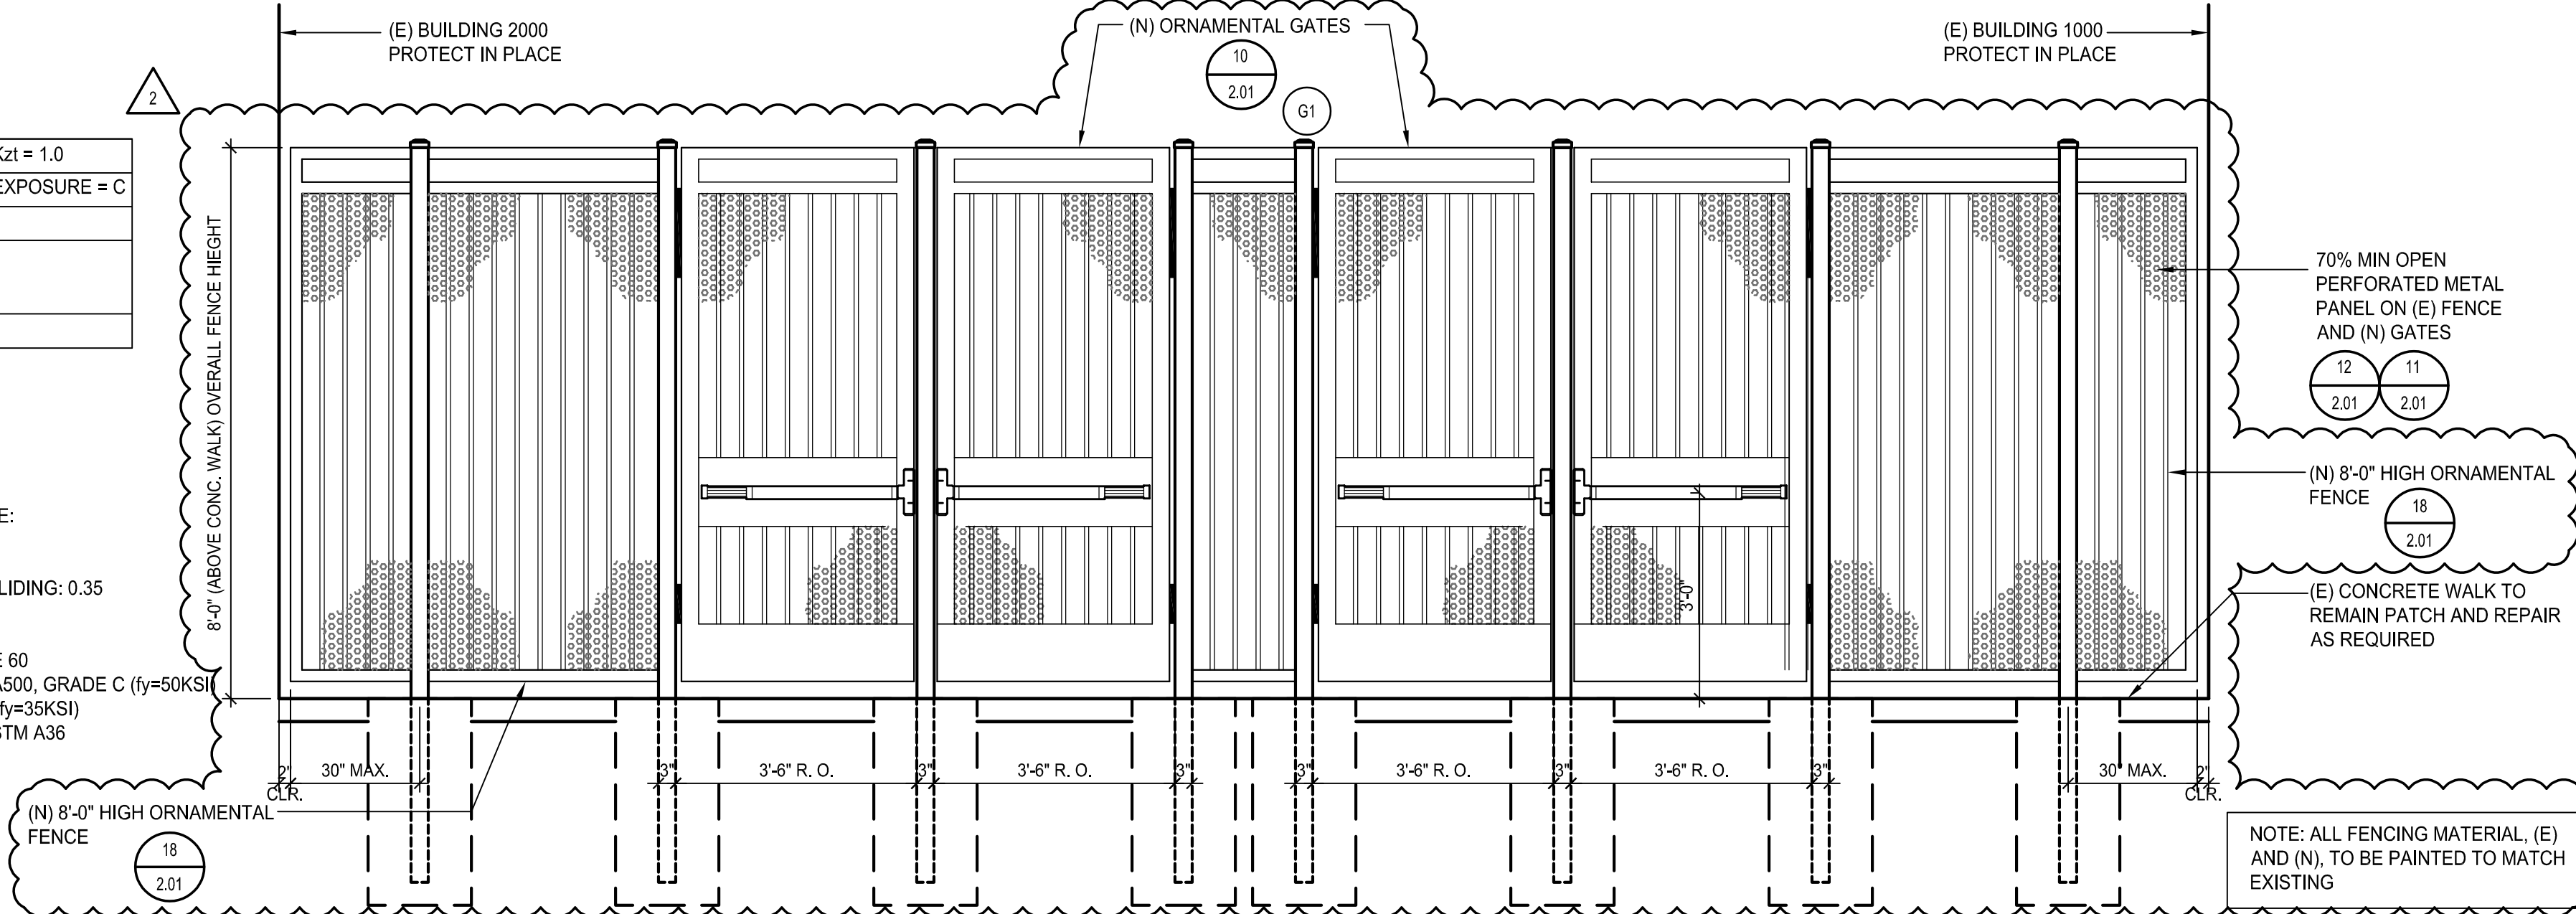 (E) BUILDING 2000
PROTECT IN PLACE
(N) ORNAMENTAL GATES
10
2.01
G1
(E) BUILDING 1000
PROTECT IN PLACE
2
Kzt = 1.0
EXPOSURE = C
8'-0" (ABOVE CONC. WALK) OVERALL FENCE HIEGHT
70% MIN OPEN
PERFORATED METAL
PANEL ON (E) FENCE
AND (N) GATES
12
2.01
11
2.01
(N) 8'-0" HIGH ORNAMENTAL
FENCE
18
2.01
E:
LIDING: 0.35
(E) CONCRETE WALK TO
REMAIN PATCH AND REPAIR
AS REQUIRED
3'-0"
E 60
A500, GRADE C (fy=50KSI)
(fy=35KSI)
STM A36
2"
CLR.
30" MAX.
3"
3'-6" R. O.
3"
3'-6" R. O.
3"
3"
3'-6" R. O.
3"
3'-6" R. O.
3"
30" MAX.
2"
CLR.
(N) 8'-0" HIGH ORNAMENTAL
FENCE
18
2.01
NOTE: ALL FENCING MATERIAL, (E)
AND (N), TO BE PAINTED TO MATCH
EXISTING